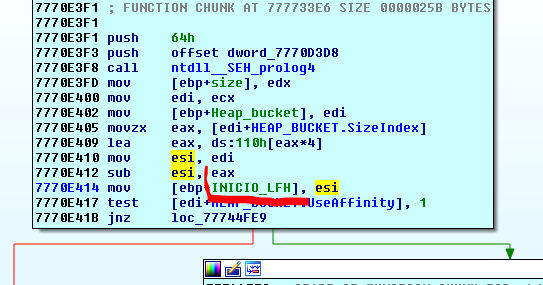 7770E3F1 ; FUNCTION CHUNK AT 777733E6 SIZE 0000025B BYTES
7770E3F1
7770E3F1 push 64h
7770E3F3 push offset dword_7770D3D8
7770E3F8 call ntdll__SEH_prolog4
7770E3FD mov [ebp+size], edx
7770E400 mov edi, ecx
7770E402 mov [ebp+Heap_bucket], edi
7770E405 movzx eax, [edi+HEAP_BUCKET.SizeIndex]
7770E409 lea eax, ds:110h[eax*4]
7770E410 mov esi, edi
7770E412 sub esi, eax
7770E414 mov [ebp+INICIO_LFH], esi
7770E417 test [edi+HEAP_BUCKET.UseAffinity], 1
7770E41B jnz loc_77744FE9